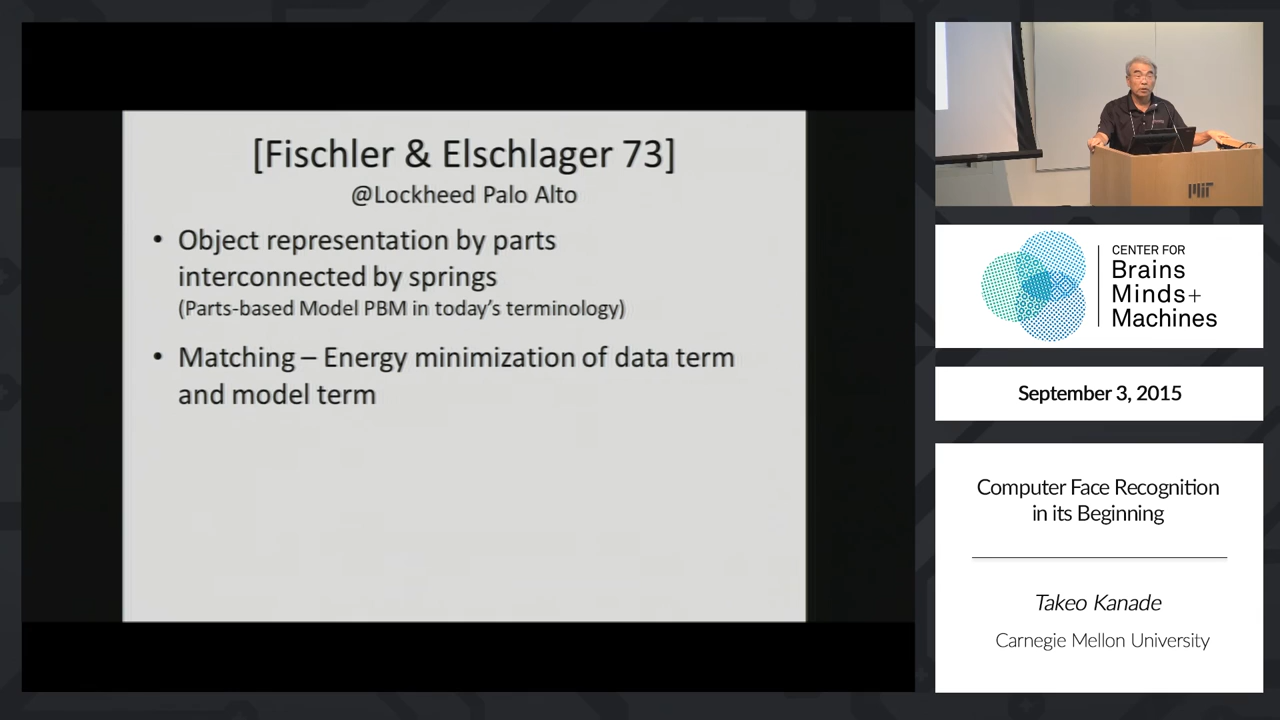 [Fischler & Elschlager 73]
@Lockheed Palo Alto
• Object representation by parts
interconnected by springs
(Parts-based Model PBM in today's terminology)
• Matching – Energy minimization of data term
and model term
MIT
CENTER FOR
Brains
Minds+
Machines
September 3, 2015
Computer Face Recognition
in its Beginning
Takeo Kanade
Carnegie Mellon University